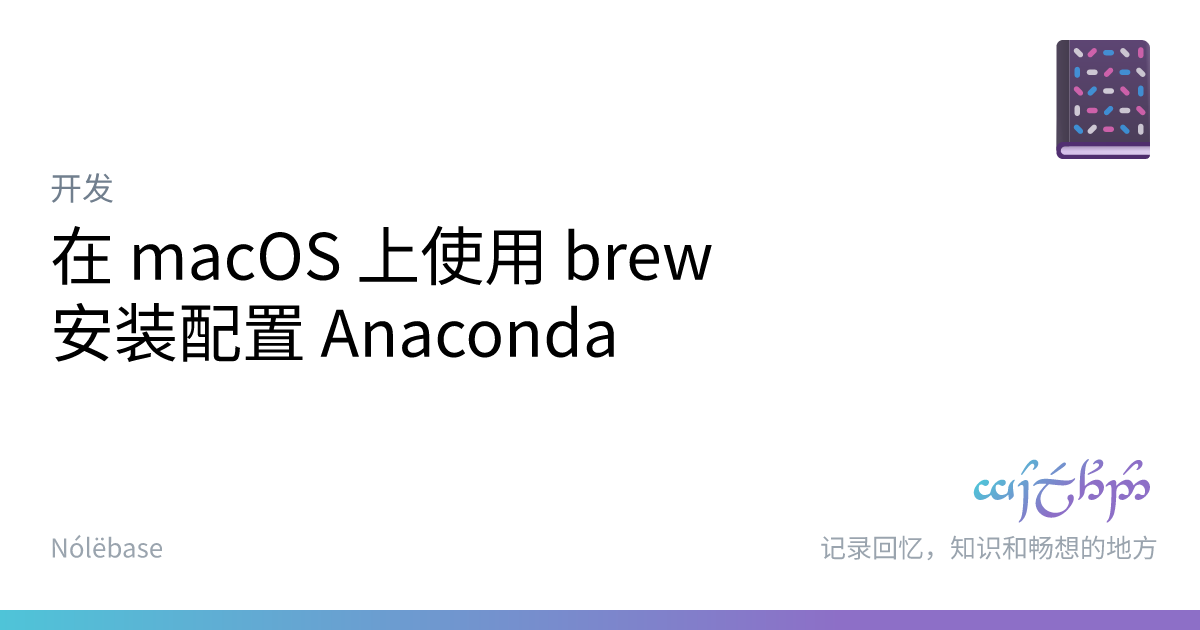 开发
在 macOS 上使用 brew
安装配置 Anaconda
Nólëbase
记录回忆，知识和畅想的地方